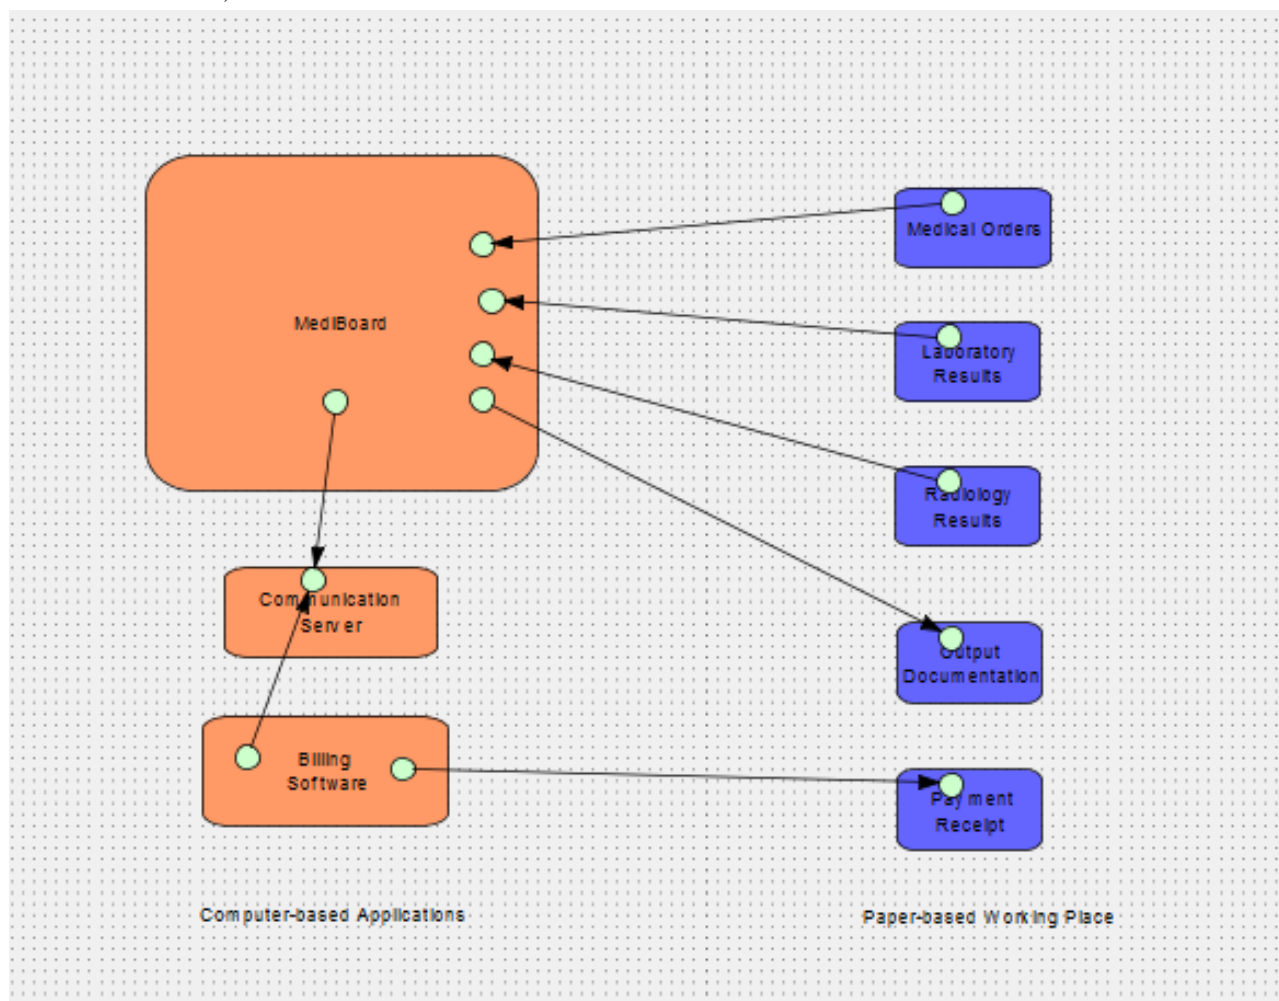 MediBoard
Medical Orders
Laboratory
Results
Radiology
Results
Communication
Server
Output
Documentation
Billing
Software
Payment
Receipt
Computer-based Applications
Paper-based Working Place